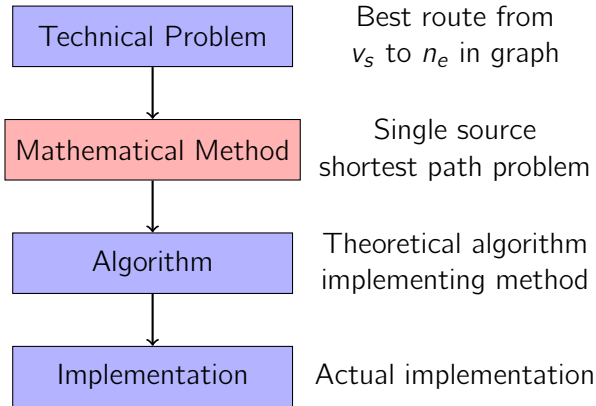 Technical Problem
Best route from
v_s to n_e in graph
Mathematical Method
Single source
shortest path problem
Algorithm
Theoretical algorithm
implementing method
Implementation
Actual implementation